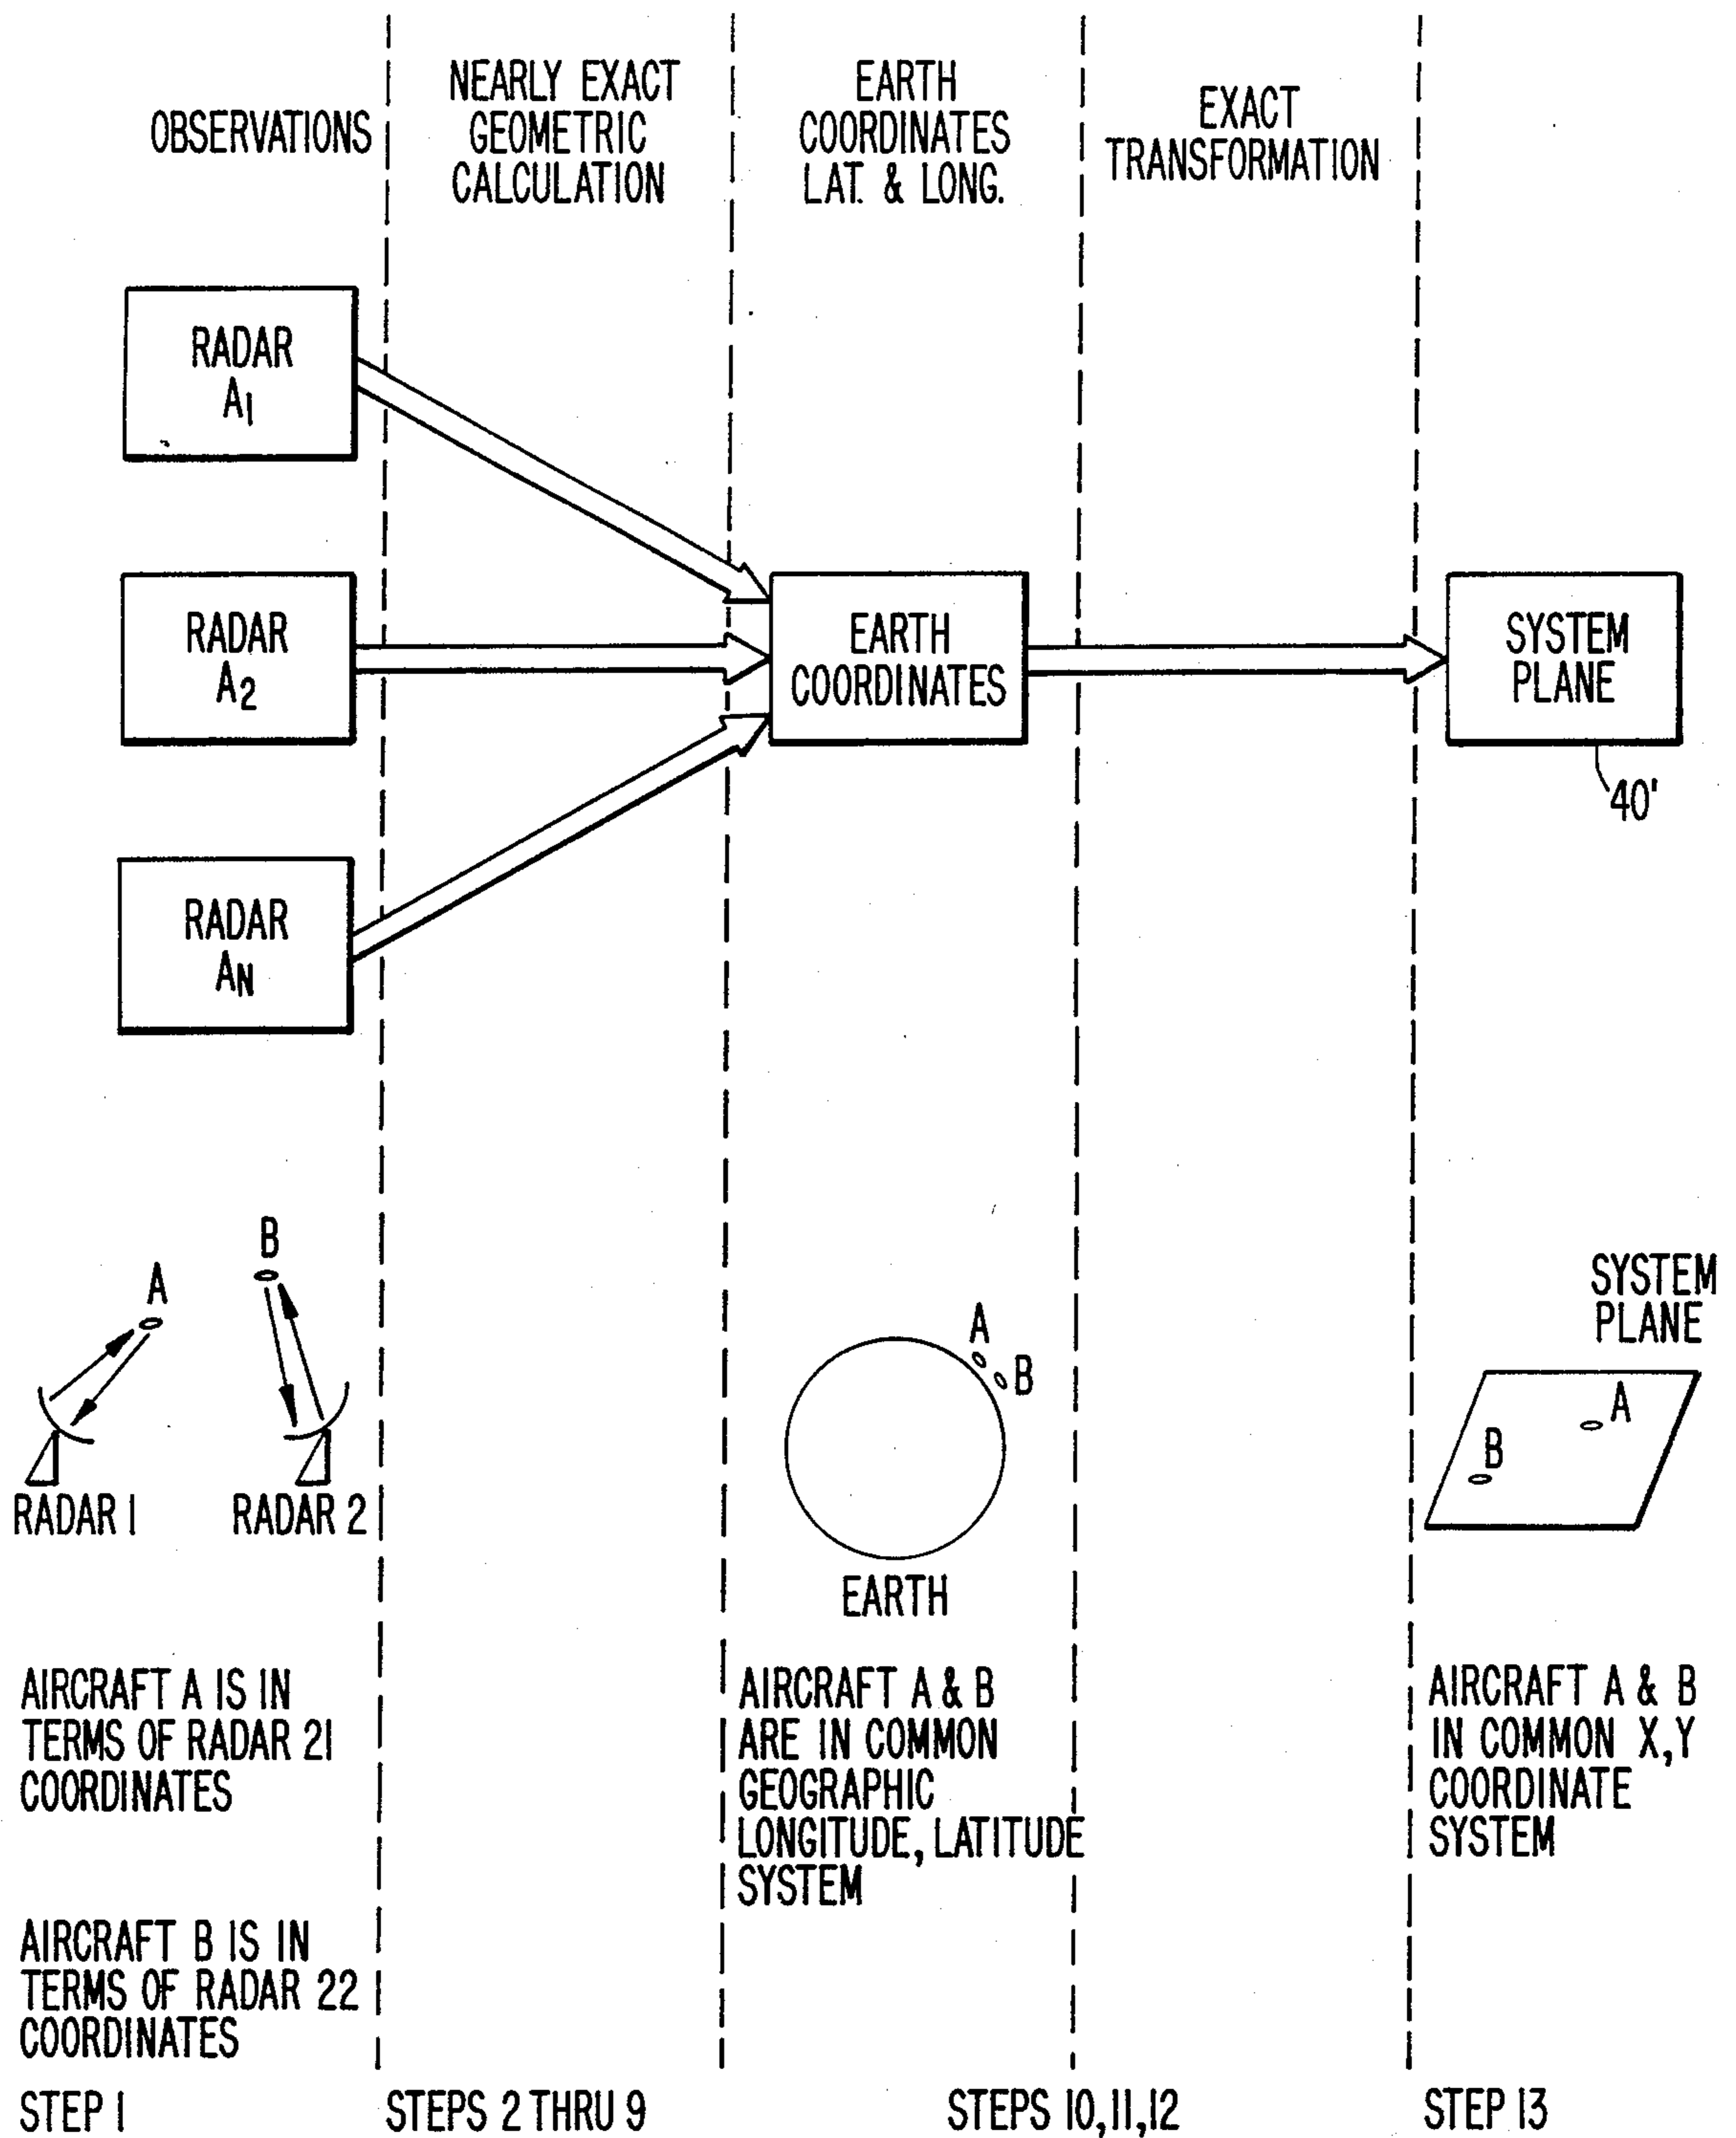 OBSERVATIONS
NEARLY EXACT
GEOMETRIC
CALCULATION
EARTH
COORDINATES
LAT. & LONG.
EXACT
TRANSFORMATION
RADAR
A1
RADAR
A2
RADAR
AN
EARTH
COORDINATES
SYSTEM
PLANE
40'
A
B
RADAR 1
RADAR 2
A
B
EARTH
SYSTEM
PLANE
A
B
AIRCRAFT A IS IN
TERMS OF RADAR 21
COORDINATES
AIRCRAFT B IS IN
TERMS OF RADAR 22
COORDINATES
AIRCRAFT A & B
ARE IN COMMON
GEOGRAPHIC
LONGITUDE, LATITUDE
SYSTEM
AIRCRAFT A & B
IN COMMON X,Y
COORDINATE
SYSTEM
STEP 1
STEPS 2 THRU 9
STEPS 10,11,12
STEP 13